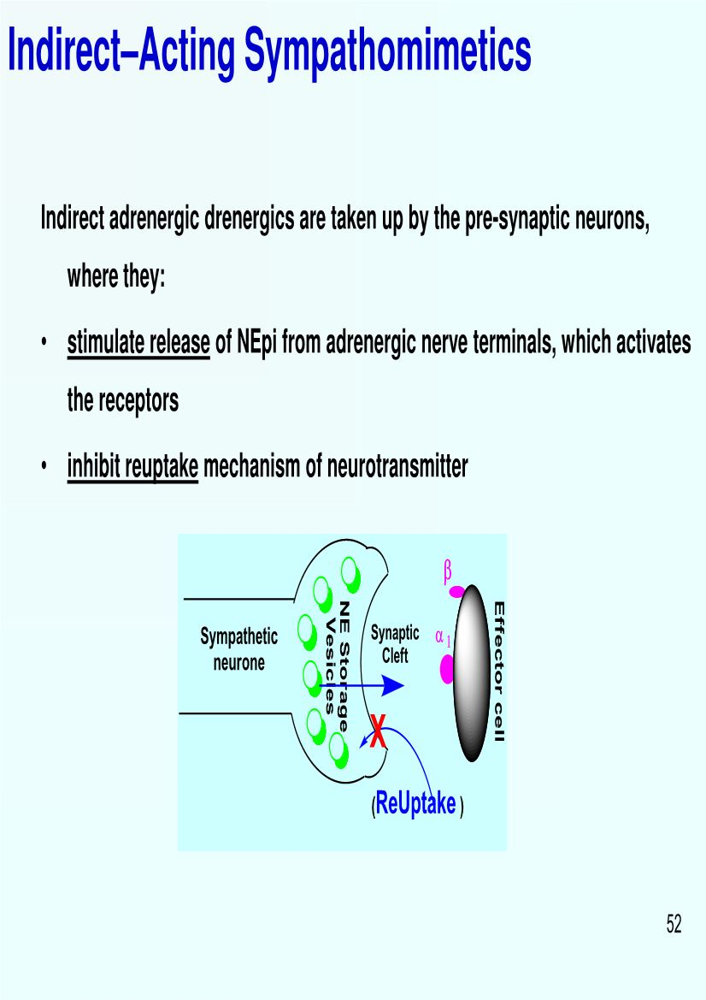 Indirect–Acting Sympathomimetics
Indirect adrenergic drenergics are taken up by the pre-synaptic neurons,
where they:
• stimulate release of NEpi from adrenergic nerve terminals, which activates
the receptors
• inhibit reuptake mechanism of neurotransmitter
Sympathetic
neurone
NE Storage
Vesicles
Synaptic
Cleft
β
α1
Effector cell
X
(ReUptake )
52